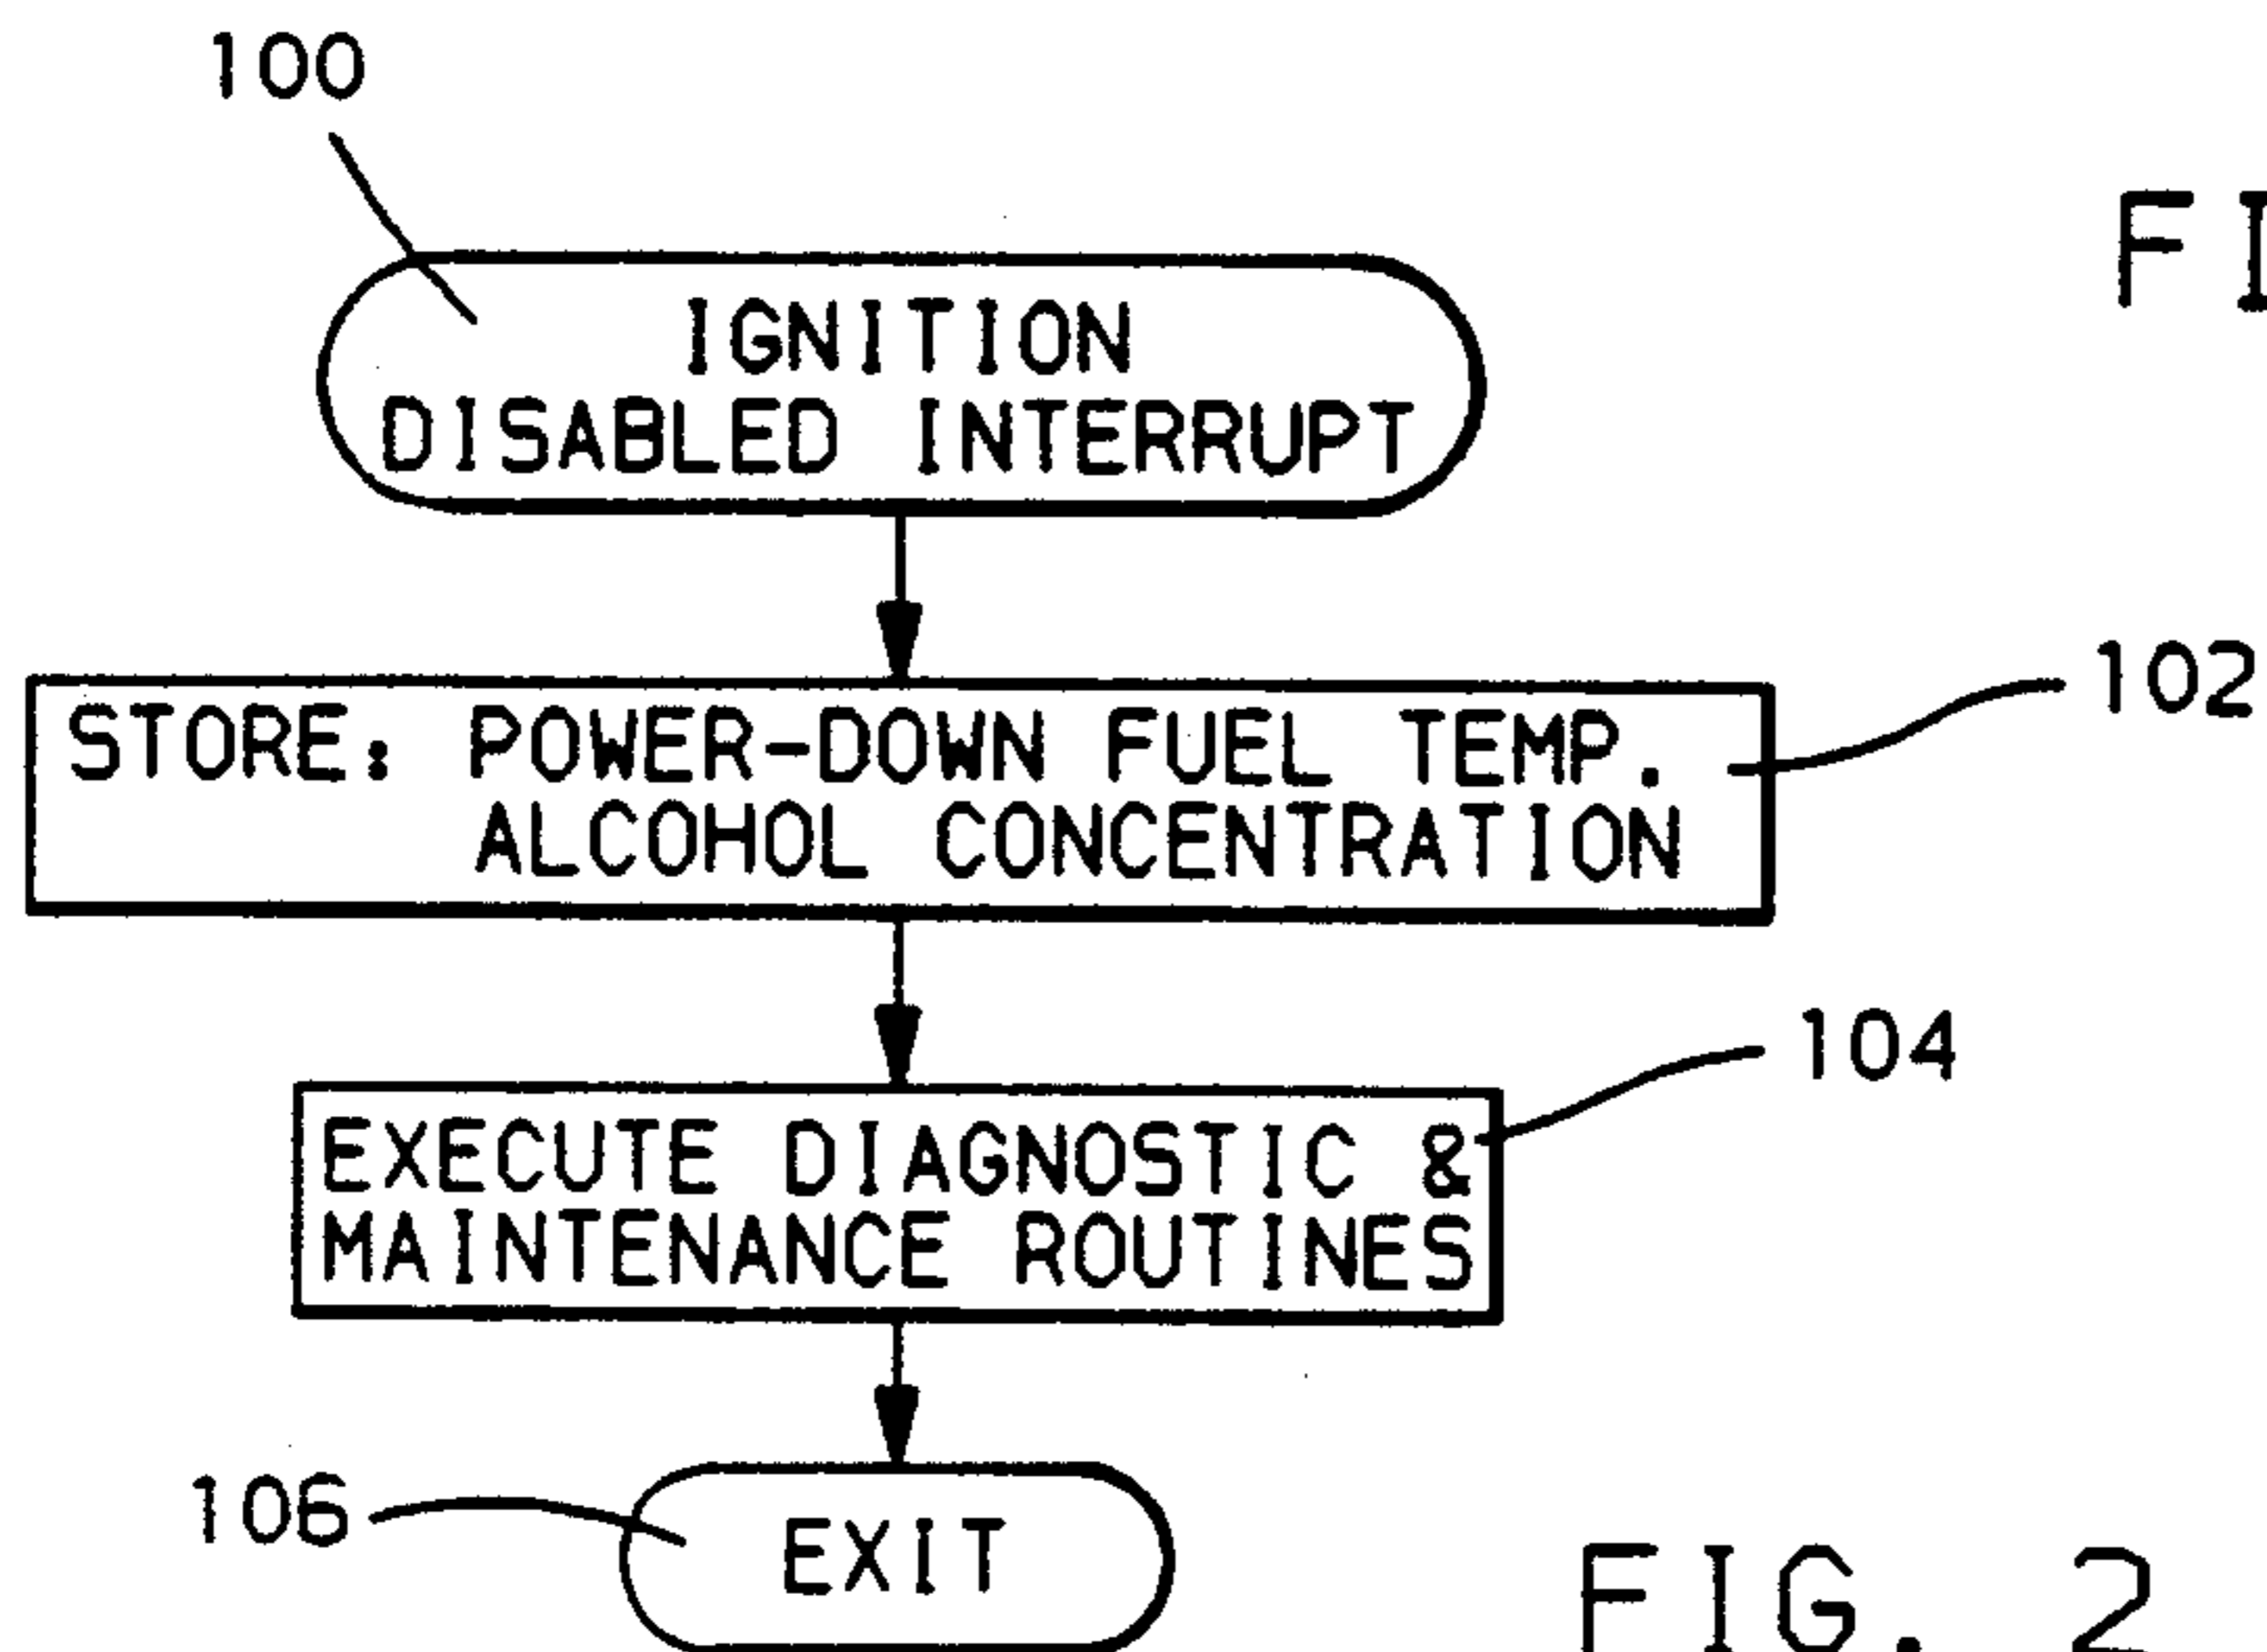 100
IGNITION
DISABLED INTERRUPT
102
STORE: POWER-DOWN FUEL TEMP.
ALCOHOL CONCENTRATION
104
EXECUTE DIAGNOSTIC &
MAINTENANCE ROUTINES
106
EXIT
FIG. 2